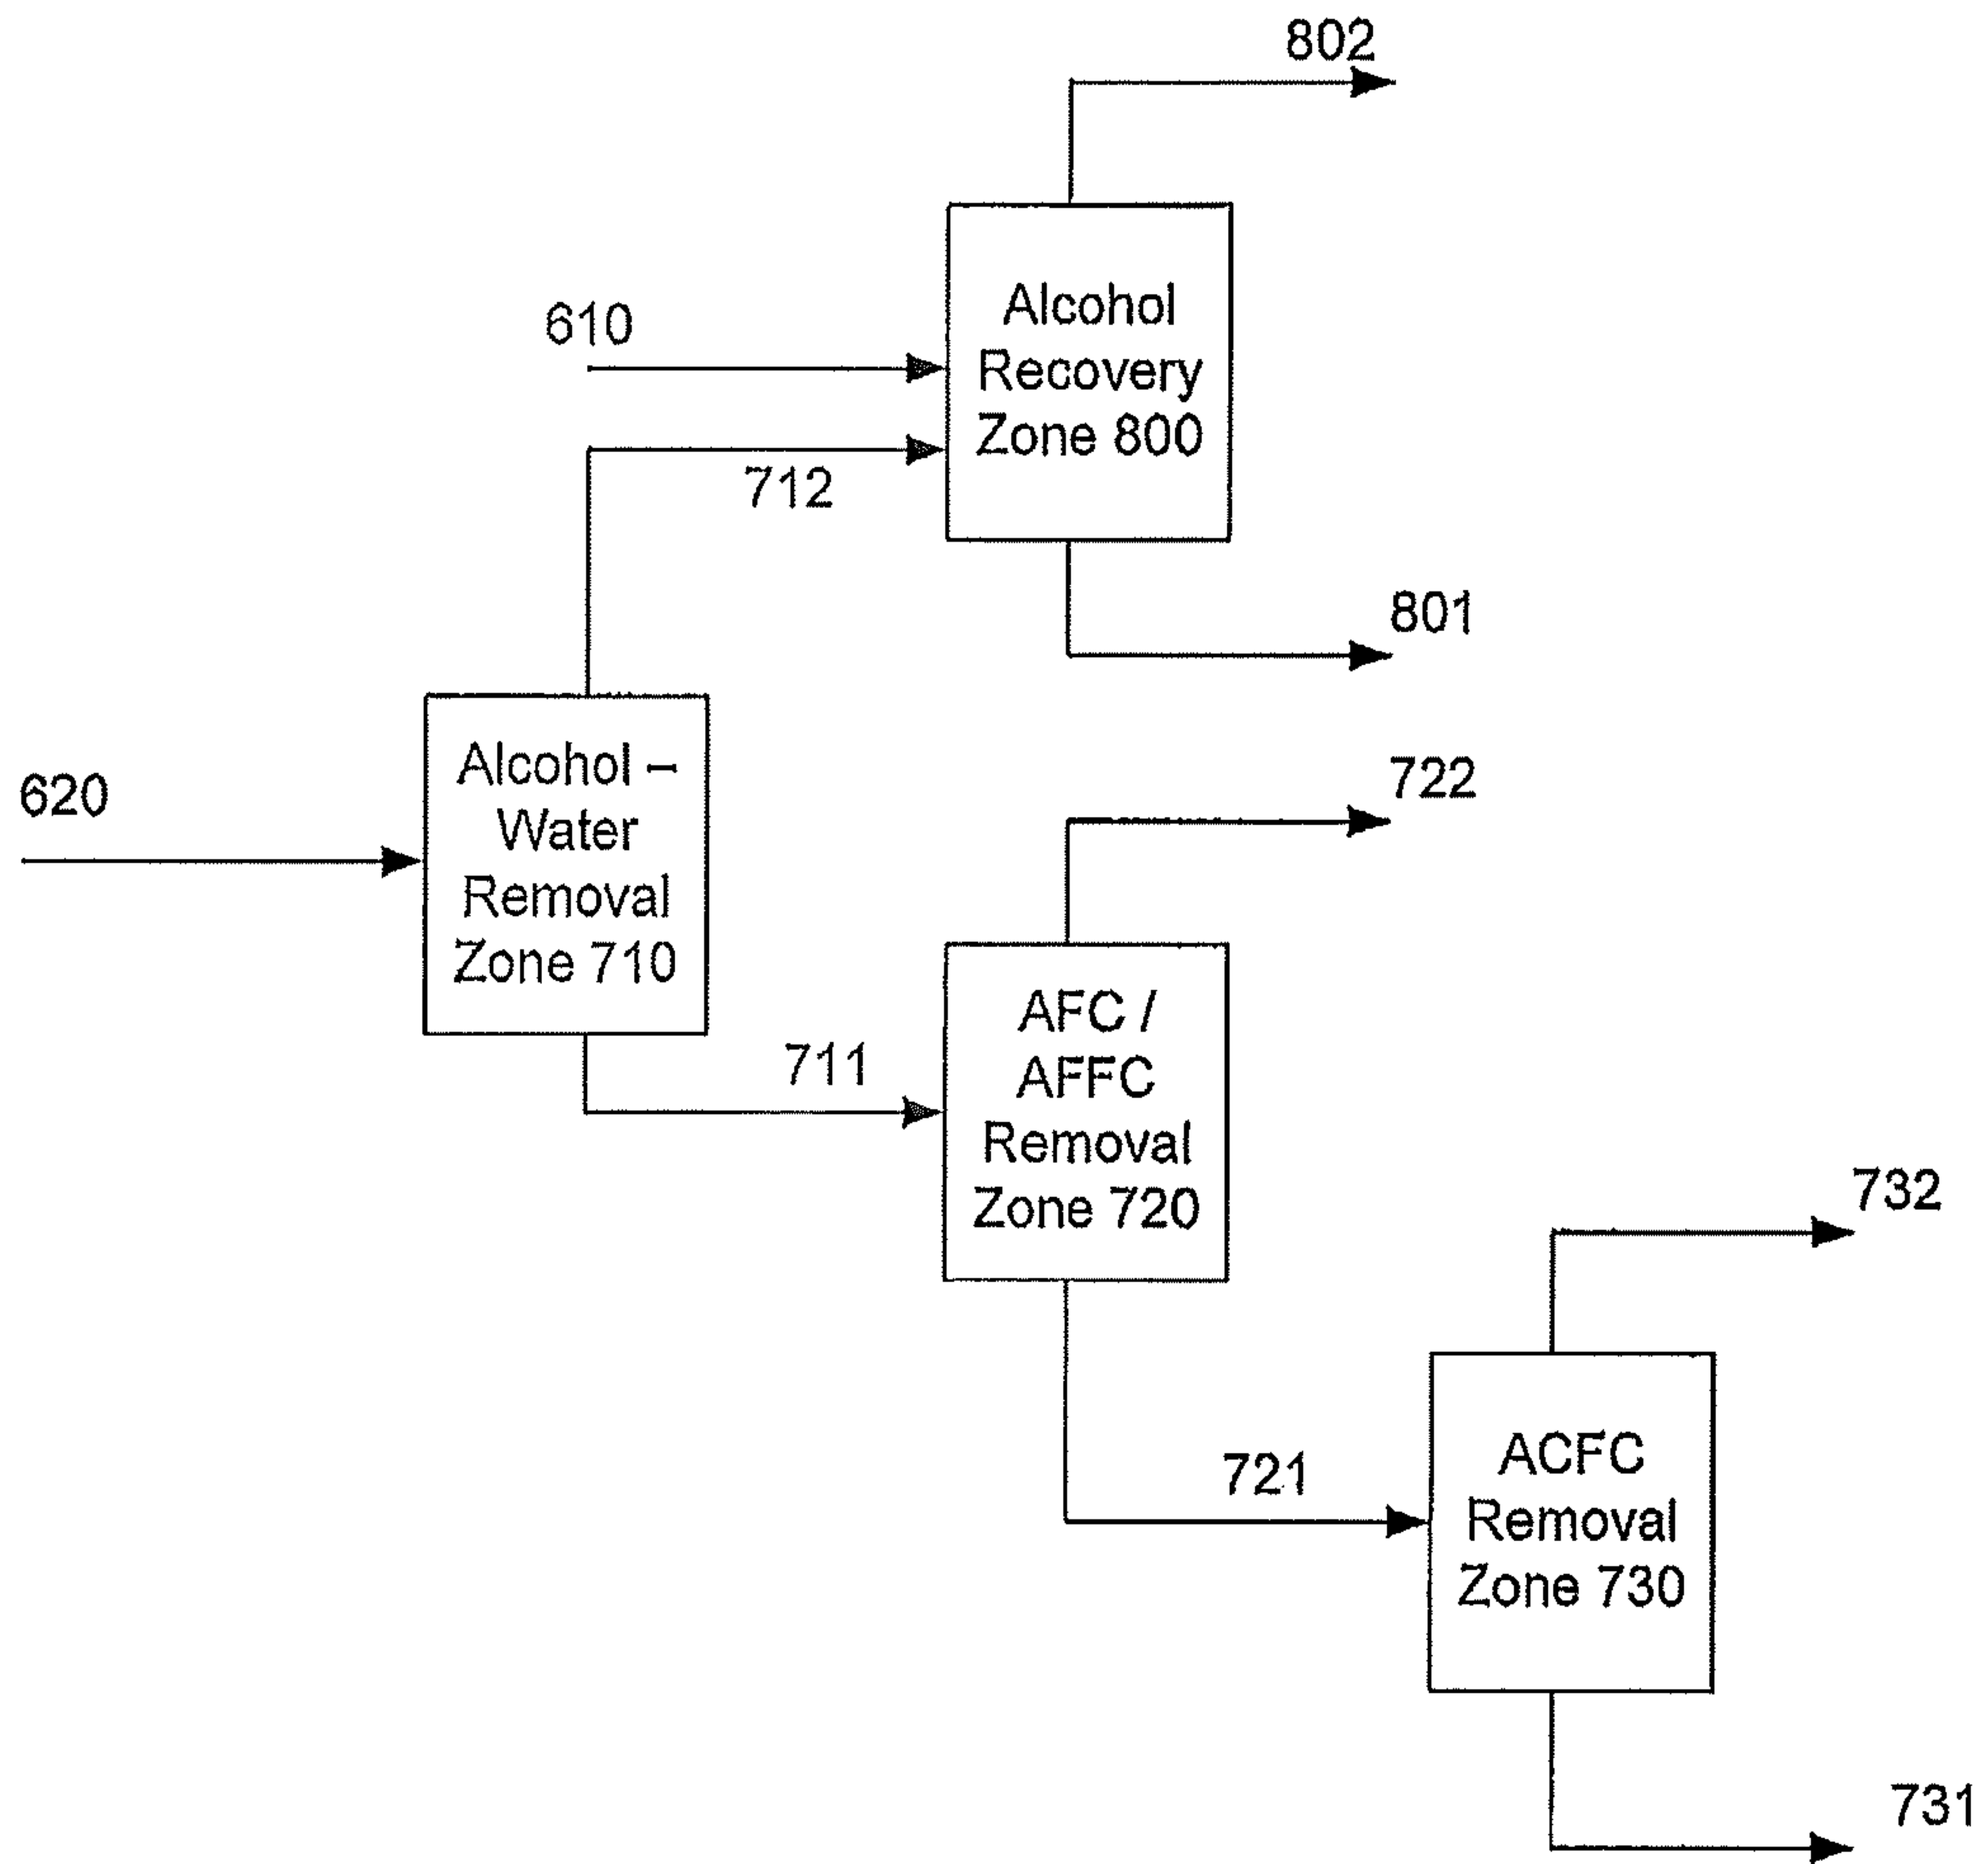 802
610
Alcohol
Recovery
Zone 800
712
801
620
Alcohol –
Water
Removal
Zone 710
722
711
AFC /
AFFC
Removal
Zone 720
732
721
ACFC
Removal
Zone 730
731